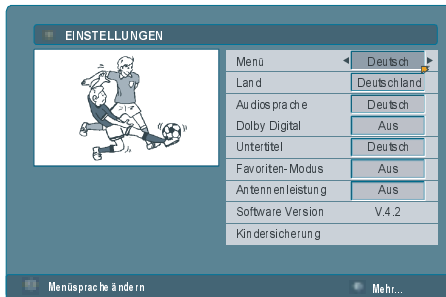 EINSTELLUNGEN
Menü Deutsch
Land Deutschland
Audiosprache Deutsch
Dolby Digital Aus
Untertitel Deutsch
Favoriten-Modus Aus
Antennenleistung Aus
Software Version V.4.2
Kindersicherung
Menüsprache ändern Mehr...